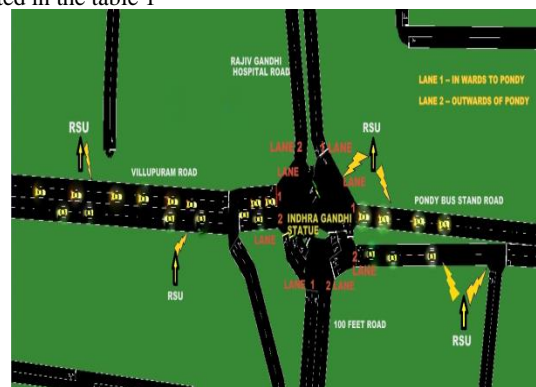 ted in the table 1
RAJIV GANDHI
HOSPITAL ROAD
LANE 1 – IN WARDS TO PONDY
LANE 2 – OUTWARDS OF PONDY
RSU
RSU
LANE 2
1 LANE
LANE
LANE
VILLUPURAM ROAD
1
1
PONDY BUS STAND ROAD
2
INDHRA GANDHI
STATUE
LANE
2
LANE
LANE 1
2 LANE
RSU
100 FEET ROAD
RSU